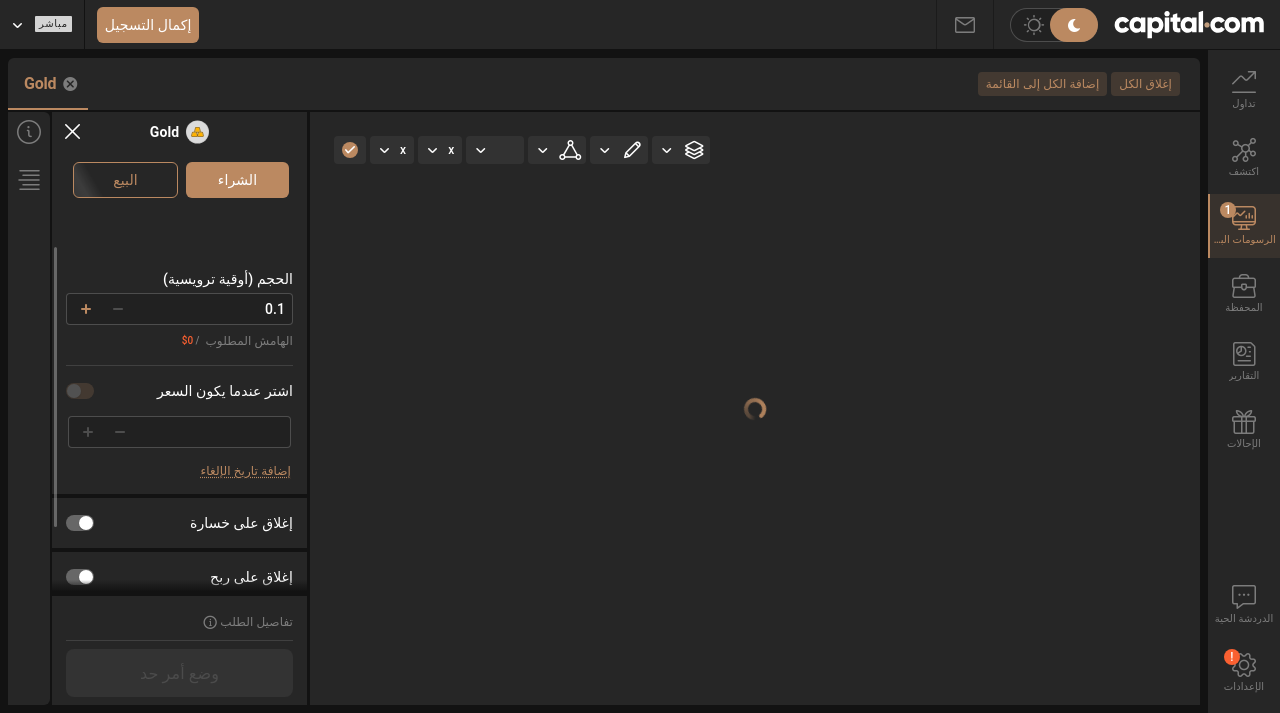 capital.com
إكمال التسجيل
مباشر
تداول
اكتشف
1
الرسومات الب...
المحفظة
التقارير
الإحالات
الدردشة الحية
!
الإعدادات
إغلاق الكل
إضافة الكل إلى القائمة
Gold
x
x
Gold
الشراء
البيع
الحجم (أوقية ترويسية)
0.1
الهامش المطلوب / $0
اشتر عندما يكون السعر
إضافة تاريخ الإلغاء
إغلاق على خسارة
إغلاق على ربح
تفاصيل الطلب
وضع أمر حد